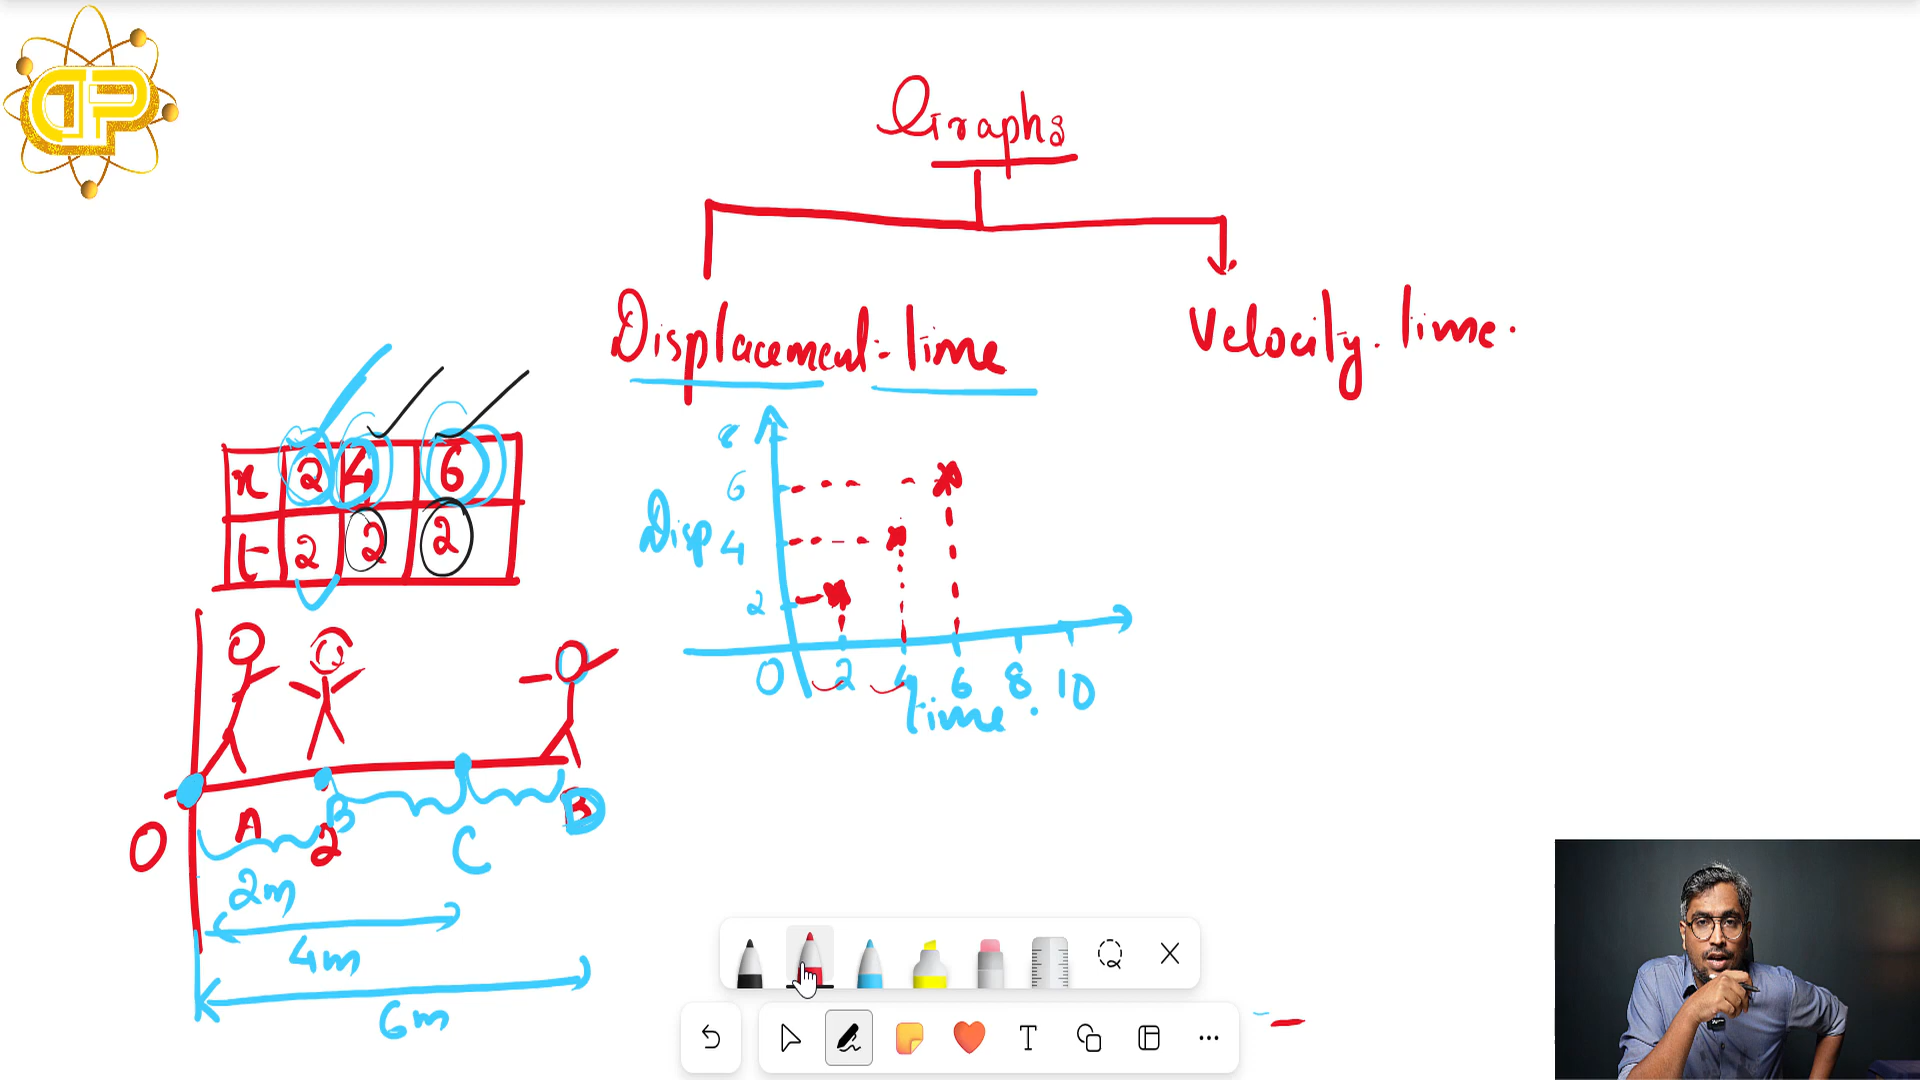 DP
Graphs
Displacement-time
Velocity-time.
x 2 4 6
t 2 2 2
Disp
8
6
4
2
0 2 4 6 8 10
time.
O A 2 B C D
2m
4m
6m
T